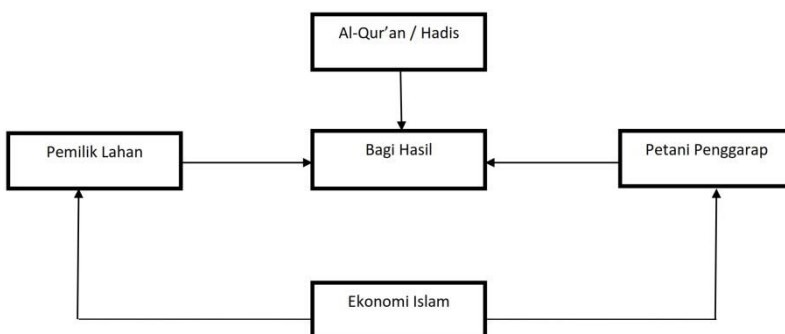 Al-Qur’an / Hadis
Pemilik Lahan
Bagi Hasil
Petani Penggarap
Ekonomi Islam